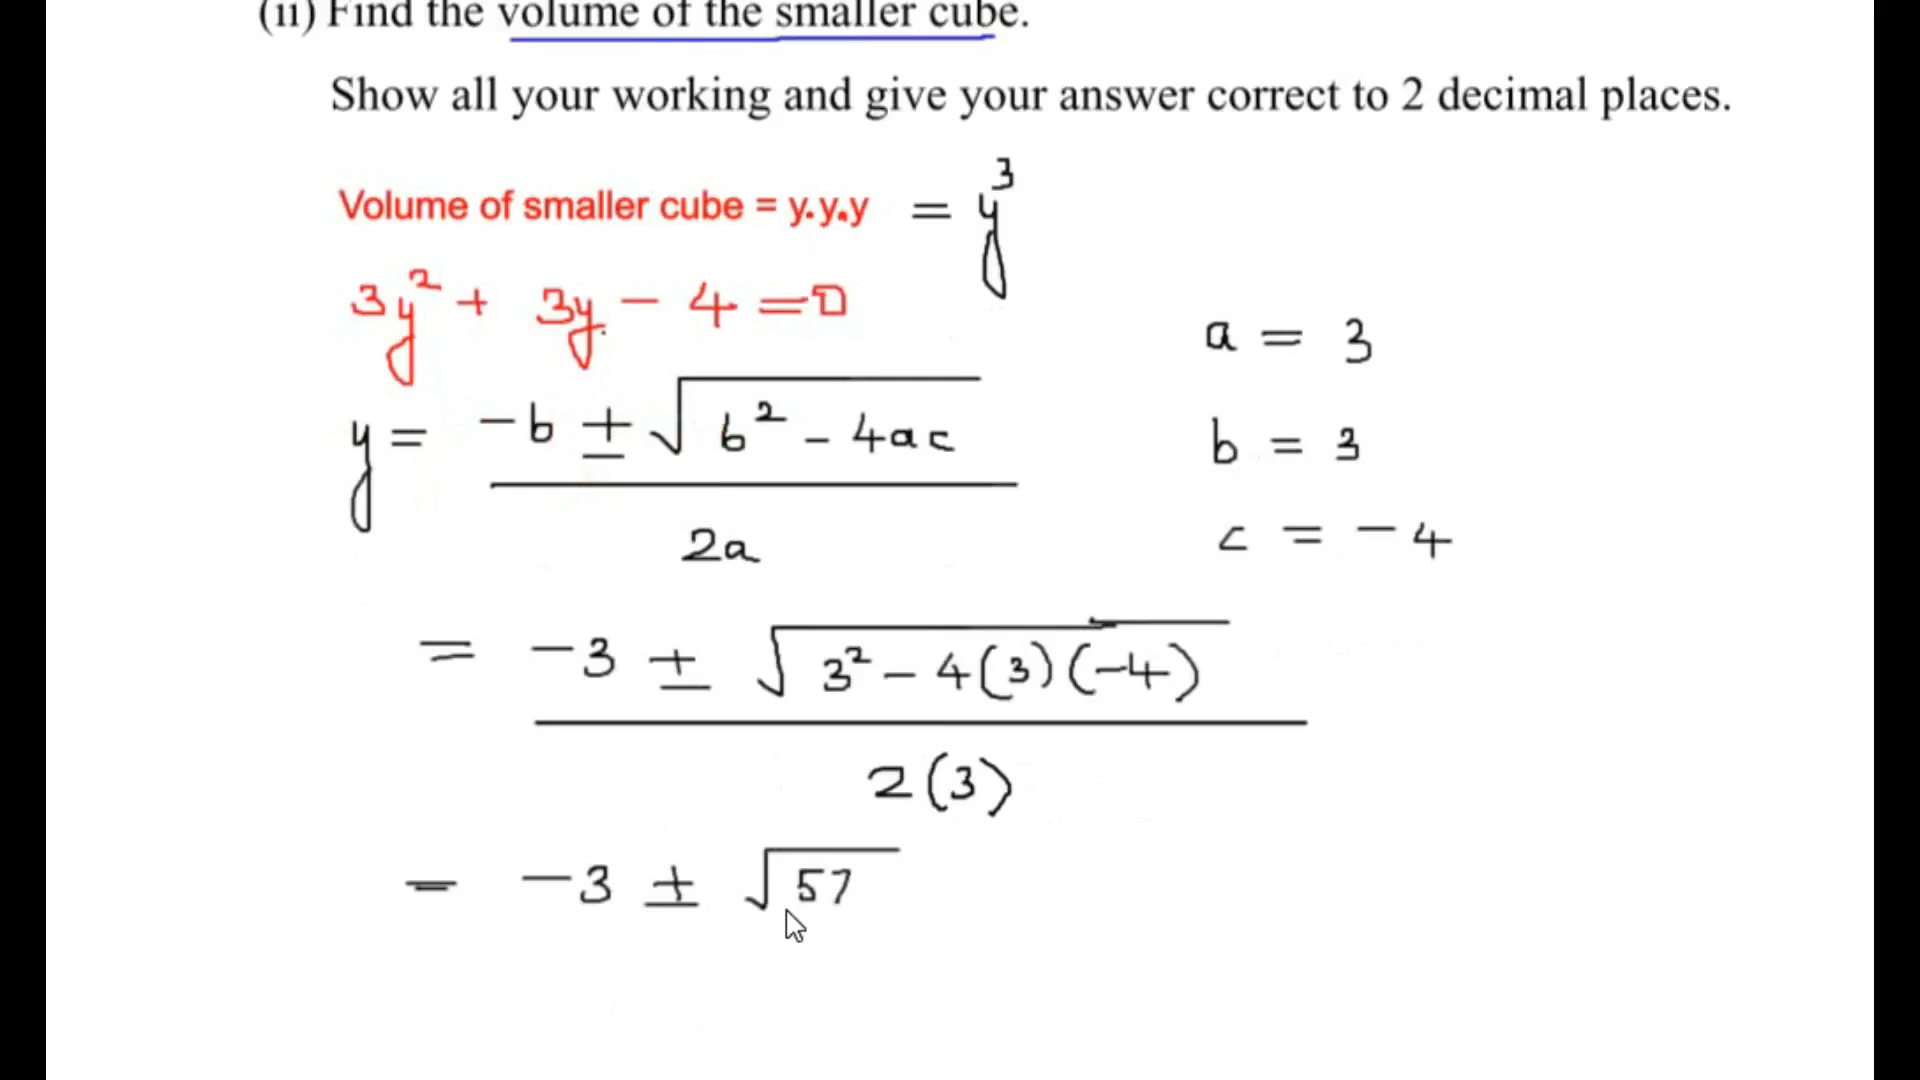 (ii) Find the volume of the smaller cube.
Show all your working and give your answer correct to 2 decimal places.
Volume of smaller cube = y.y.y = y³
3y² + 3y - 4 = 0
a = 3
y = -b ± √(b² - 4ac)
b = 3
2a
c = -4
= -3 ± √(3² - 4(3)(-4))
2(3)
= -3 ± √57